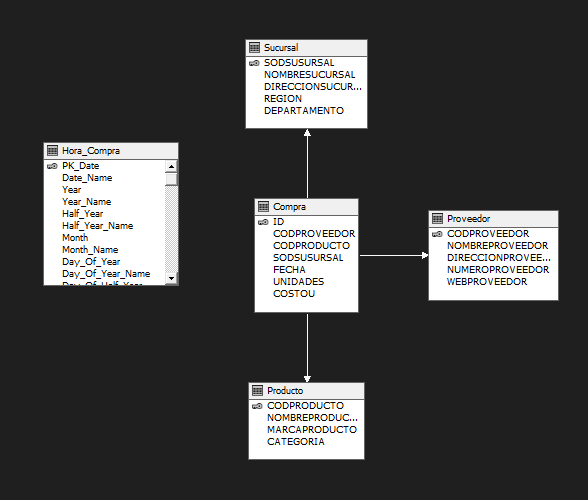 Sucursal
SODSUSURSAL
NOMBRESUCURSAL
DIRECCIONSUCUR...
REGION
DEPARTAMENTO
Hora_Compra
PK_Date
Date_Name
Year
Year_Name
Half_Year
Half_Year_Name
Month
Month_Name
Day_Of_Year
Day_Of_Year_Name
Day_Of_Half_Year
Compra
ID
CODPROVEEDOR
CODPRODUCTO
SODSUSURSAL
FECHA
UNIDADES
COSTOU
Proveedor
CODPROVEEDOR
NOMBREPROVEEDOR
DIRECCIONPROVEE...
NUMEROPROVEEDOR
WEBPROVEEDOR
Producto
CODPRODUCTO
NOMBREPRODUC...
MARCAPRODUCTO
CATEGORIA